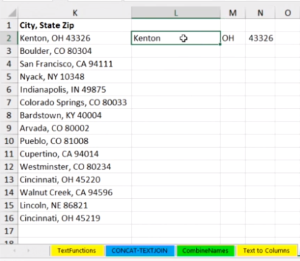 K L M N
1 City, State Zip
2 Kenton, OH 43326 Kenton OH 43326
3 Boulder, CO 80304
4 San Francisco, CA 94111
5 Nyack, NY 10348
6 Indianapolis, IN 49875
7 Colorado Springs, CO 80033
8 Bardstown, KY 40004
9 Arvada, CO 80002
10 Pueblo, CO 81008
11 Cupertino, CA 94014
12 Westminster, CO 80234
13 Cincinnati, OH 45220
14 Walnut Creek, CA 94596
15 Lincoln, NE 86821
16 Cincinnati, OH 45219
17
TextFunctions CONCAT-TEXTJOIN CombineNames Text to Columns